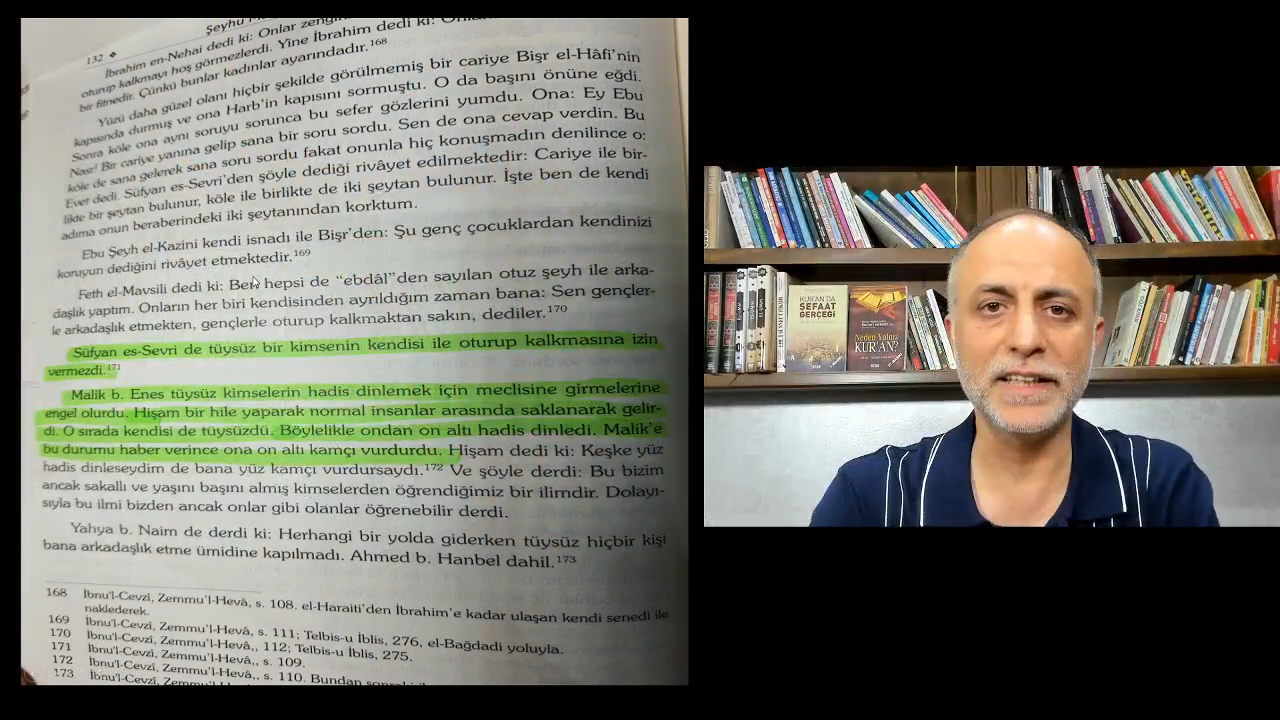 132 ❖
Şeyhu
İbrahim en-Nehai dedi ki: Onlar
oturup kalkmayı hoş görmezlerdi. Yine İbrahim dedi ki:
bir fitnedir. Çünkü bunlar kadınlar ayarındadır.168
Yüzü daha güzel olanı hiçbir şekilde görülmemiş bir cariye Bişr el-Hâfi'nin
kapısında durmuş ve ona Harb'in kapısını sormuştu. O da başını önüne eğdi.
Sonra köle ona aynı soruyu sorunca bu sefer gözlerini yumdu. Ona: Ey Ebu
Nasr! Bir cariye yanına gelip sana bir soru sordu. Sen de ona cevap verdin. Bu
köle de sana gelerek sana soru sordu fakat onunla hiç konuşmadın denilince o:
Evet dedi. Süfyan es-Sevri'den şöyle dediği rivâyet edilmektedir: Cariye ile bir-
likte bir şeytan bulunur, köle ile birlikte de iki şeytan bulunur. İşte ben de kendi
adıma onun beraberindeki iki şeytanından korktum.
Ebu Şeyh el-Kazini kendi isnadı ile Bişr'den: Şu genç çocuklardan kendinizi
koruyun dediğini rivâyet etmektedir.169
Feth el-Mavsili dedi ki: Ben hepsi de "ebdâl"den sayılan otuz şeyh ile arka-
daşlık yaptım. Onların her biri kendisinden ayrıldığım zaman bana: Sen gençler-
le arkadaşlık etmekten, gençlerle oturup kalkmaktan sakın, dediler.170
Süfyan es-Sevri de tüysüz bir kimsenin kendisi ile oturup kalkmasına izin
vermezdi.171
Malik b. Enes tüysüz kimselerin hadis dinlemek için meclisine girmelerine
engel olurdu. Hişam bir hile yaparak normal insanlar arasında saklanarak gelir-
di. O sırada kendisi de tüysüzdü. Böylelikle ondan on altı hadis dinledi. Malik'e
bu durumu haber verince ona on altı kamçı vurdurdu. Hişam dedi ki: Keşke yüz
hadis dinleseydim de bana yüz kamçı vurdursaydı.172 Ve şöyle derdi: Bu bizim
ancak sakallı ve yaşını başını almış kimselerden öğrendiğimiz bir ilimdir. Dolayı-
sıyla bu ilmi bizden ancak onlar gibi olanlar öğrenebilir derdi.
Yahya b. Naim de derdi ki: Herhangi bir yolda giderken tüysüz hiçbir kişi
bana arkadaşlık etme ümidine kapılmadı. Ahmed b. Hanbel dahil.173
168 İbnu'l-Cevzî, Zemmu'l-Hevâ, s. 108. el-Haraiti'den İbrahim'e kadar ulaşan kendi senedi ile
naklederek.
169 İbnu'l-Cevzî, Zemmu'l-Hevâ, s. 111; Telbis-u İblis, 276, el-Bağdadi yoluyla.
170 İbnu'l-Cevzî, Zemmu'l-Hevâ,, 112; Telbis-u İblis, 275.
171 İbnu'l-Cevzî, Zemmu'l-Hevâ,, s. 109.
172 İbnu'l-Cevzî, Zemmu'l-Hevâ,, s. 110. Bundan
173 İbnu'l-Cevzî,
KUR'AN'DA
ŞEFAAT
GERÇEĞİ
Neden Yalnız
KUR'AN?